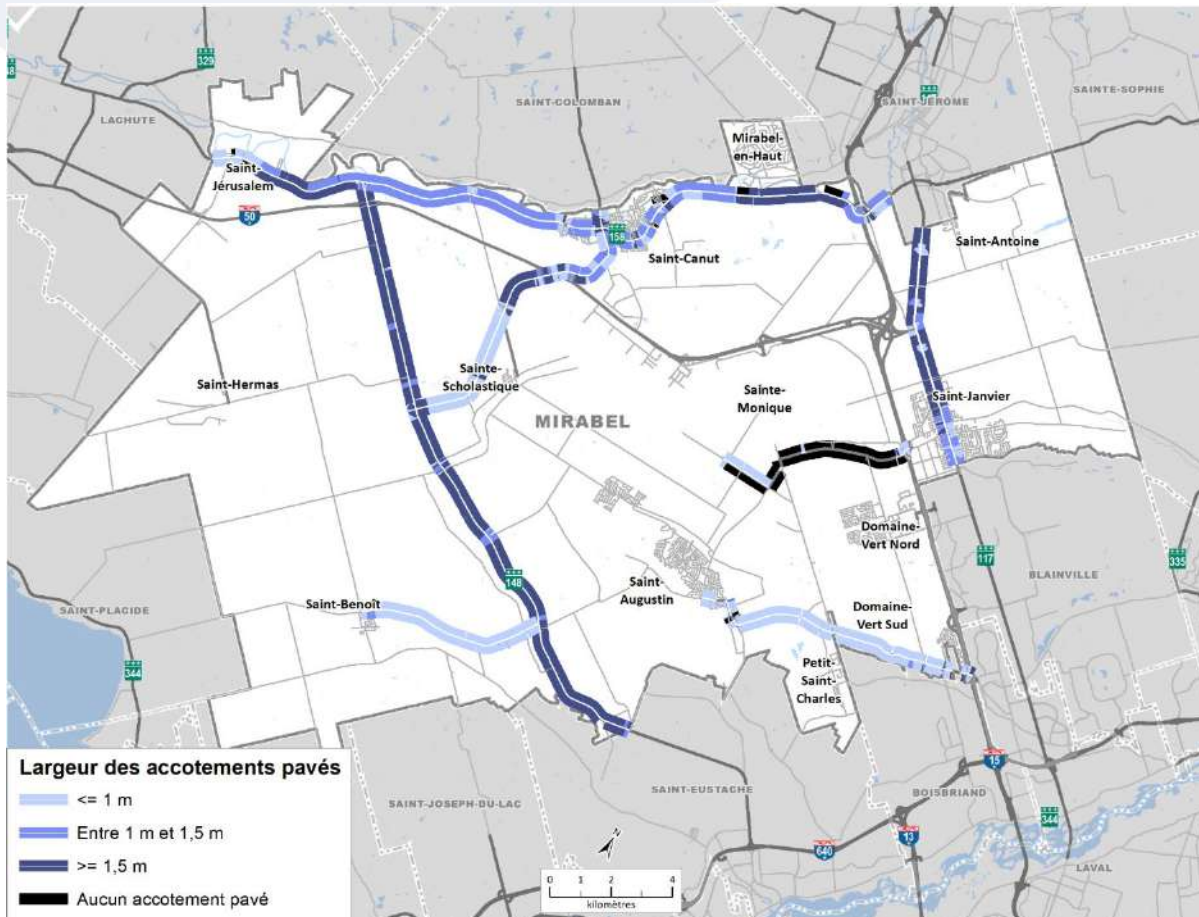 329
SAINT-COLOMBAN
SAINT-JÉRÔME
SAINTE-SOPHIE
LACHUTE
Mirabel-
en-Haut
Saint-
Jérusalem
50
158
Saint-Canut
Saint-Antoine
Saint-Hermas
Sainte-
Scholastique
Sainte-
Monique
Saint-Janvier
MIRABEL
Domaine-
Vert Nord
117
335
148
BLAINVILLE
Saint-
Augustin
Saint-Benoît
SAINT-PLACIDE
Domaine-
Vert Sud
344
Petit-
Saint-
Charles
15
SAINT-JOSEPH-DU-LAC
SAINT-EUSTACHE
BOISBRIAND
344
13
640
LAVAL
N
0 1 2 4
kilomètres
Largeur des accotements pavés
<= 1 m
Entre 1 m et 1,5 m
>= 1,5 m
Aucun accotement pavé